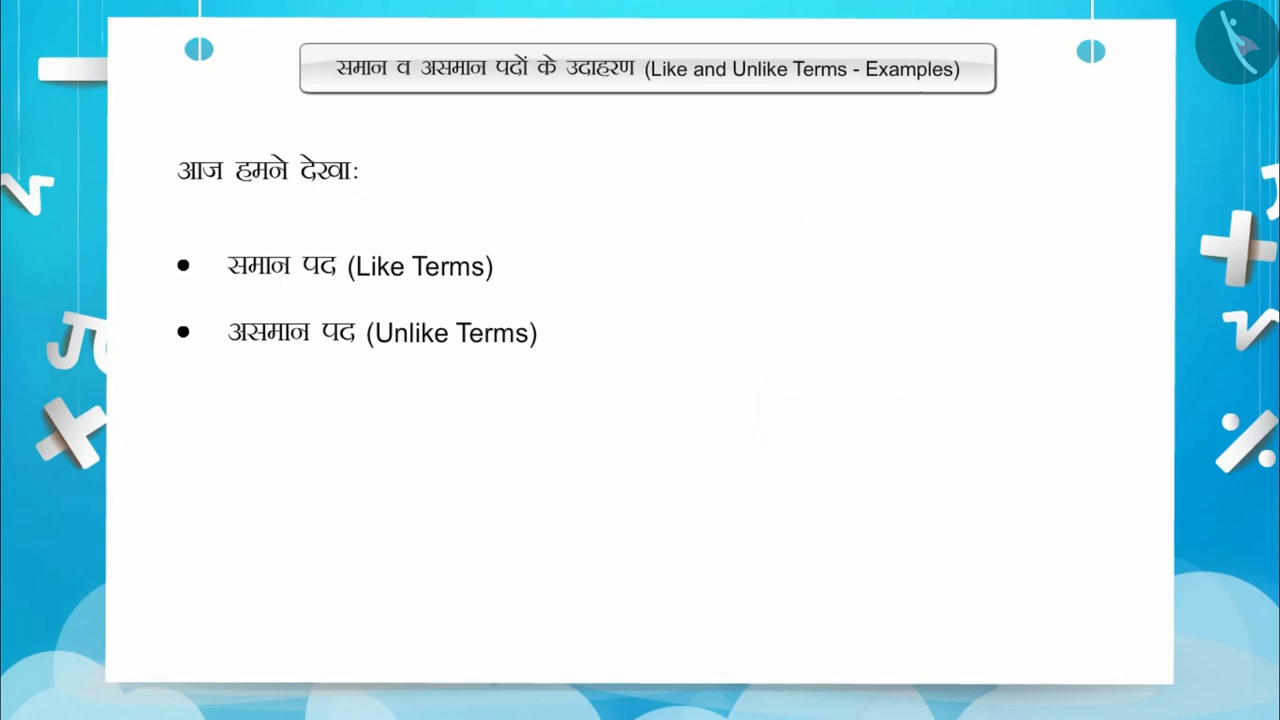 समान व असमान पदों के उदाहरण (Like and Unlike Terms - Examples)
आज हमने देखा:
• समान पद (Like Terms)
• असमान पद (Unlike Terms)